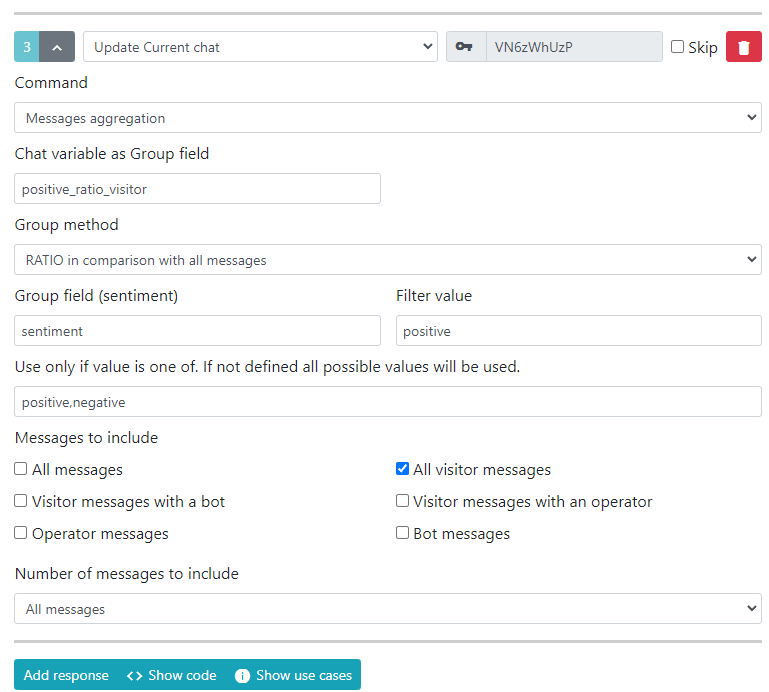 3 Update Current chat VN6zWhUzP Skip
Command
Messages aggregation
Chat variable as Group field
positive_ratio_visitor
Group method
RATIO in comparison with all messages
Group field (sentiment) Filter value
sentiment positive
Use only if value is one of. If not defined all possible values will be used.
positive,negative
Messages to include
All messages All visitor messages
Visitor messages with a bot Visitor messages with an operator
Operator messages Bot messages
Number of messages to include
All messages
Add response <> Show code Show use cases